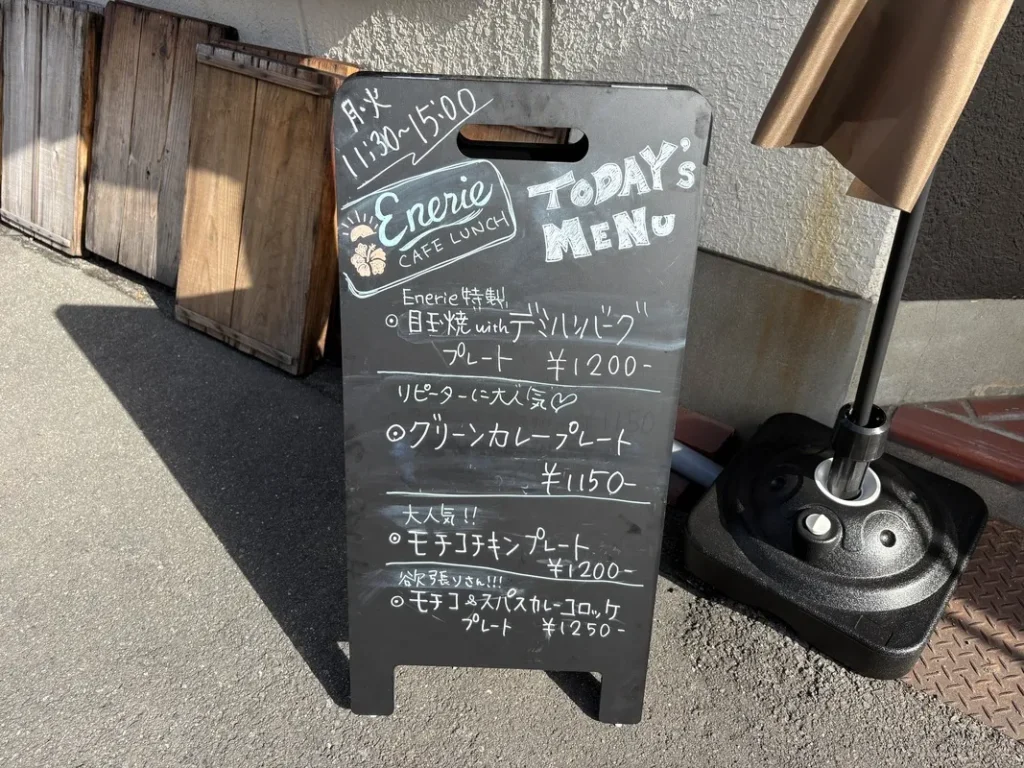 月・火
11:30~15:00
Enerie
CAFE LUNCH
TODAY's
MENU
Enerie特製
⊙目玉焼withデミハンバーグ
プレート ¥1200-
リピーターに大人気♡
⊙グリーンカレープレート
¥1150-
大人気!!
⊙モチコチキンプレート
¥1200-
欲張りさん!!!
⊙モチコ&スパスカレーコロッケ
プレート ¥1250-